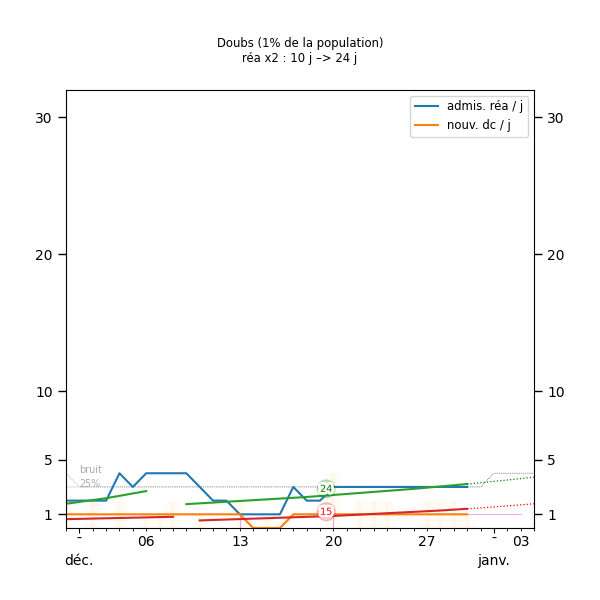 Doubs (1% de la population)
réa x2 : 10 j –> 24 j
admis. réa / j
nouv. dc / j
30
30
20
20
10
10
5
5
1
1
bruit
25%
24
15
- 06 13 20 27 - 03
déc. janv.